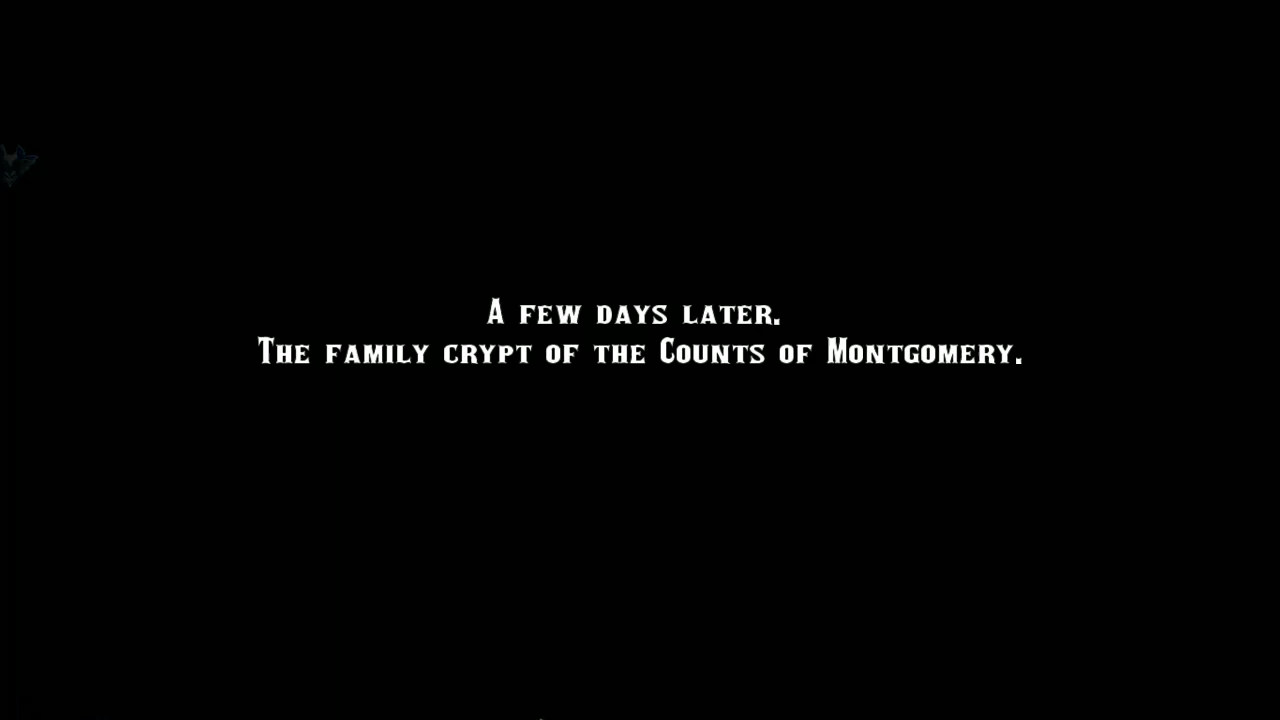 A few days later.
The family crypt of the Counts of Montgomery.